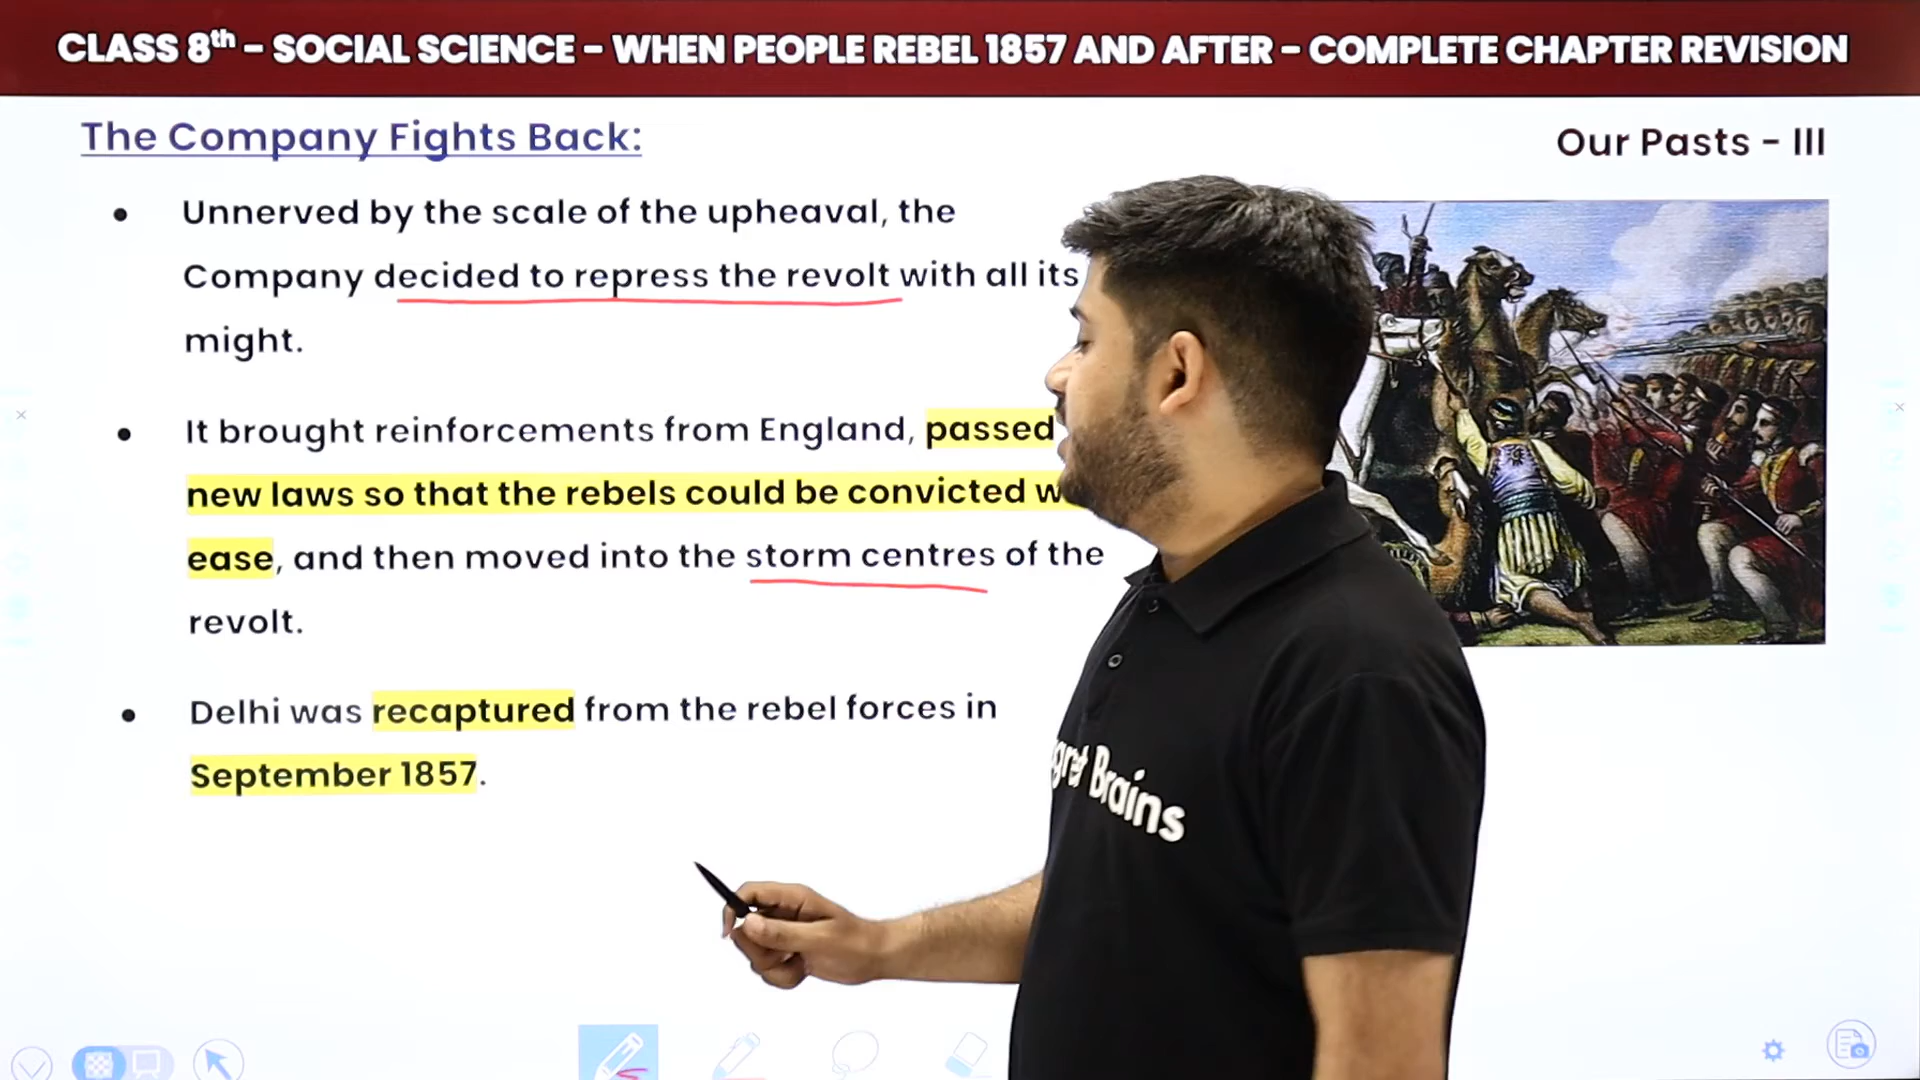 CLASS 8th – SOCIAL SCIENCE – WHEN PEOPLE REBEL 1857 AND AFTER – COMPLETE CHAPTER REVISION
The Company Fights Back:
Our Pasts - III
• Unnerved by the scale of the upheaval, the
Company decided to repress the revolt with all its
might.
• It brought reinforcements from England, passed
new laws so that the rebels could be convicted
ease, and then moved into the storm centres of the
revolt.
• Delhi was recaptured from the rebel forces in
September 1857.
Brains